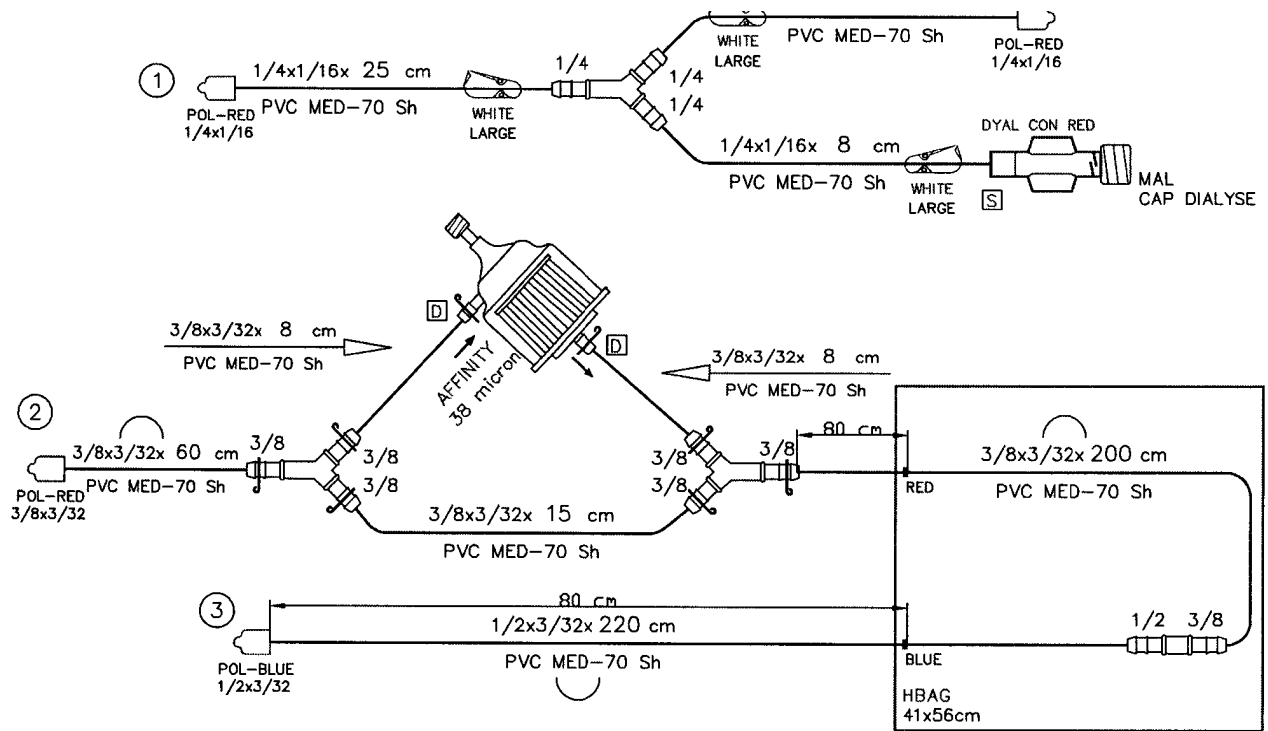 WHITE
LARGE
PVC MED-70 Sh
POL-RED
1/4x1/16
1
1/4x1/16x 25 cm
PVC MED-70 Sh
POL-RED
1/4x1/16
WHITE
LARGE
1/4
1/4
1/4
1/4x1/16x 8 cm
PVC MED-70 Sh
WHITE
LARGE
DYAL CON RED
S
MAL
CAP DIALYSE
D
D
3/8x3/32x 8 cm
PVC MED-70 Sh
AFFINITY
38 micron
3/8x3/32x 8 cm
PVC MED-70 Sh
2
3/8x3/32x 60 cm
PVC MED-70 Sh
POL-RED
3/8x3/32
3/8
3/8
3/8
3/8x3/32x 15 cm
PVC MED-70 Sh
3/8
3/8
3/8
80 cm
RED
3/8x3/32x 200 cm
PVC MED-70 Sh
3
80 cm
1/2x3/32x 220 cm
PVC MED-70 Sh
POL-BLUE
1/2x3/32
BLUE
1/2 3/8
HBAG
41x56cm